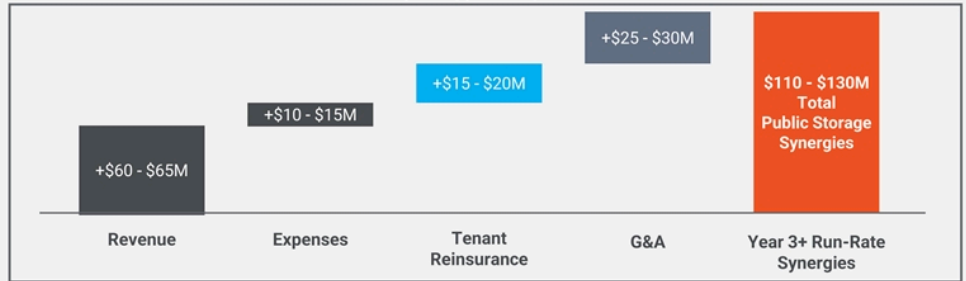 +$60 - $65M
+$10 - $15M
+$15 - $20M
+$25 - $30M
$110 - $130M
Total
Public Storage
Synergies
Revenue
Expenses
Tenant
Reinsurance
G&A
Year 3+ Run-Rate
Synergies